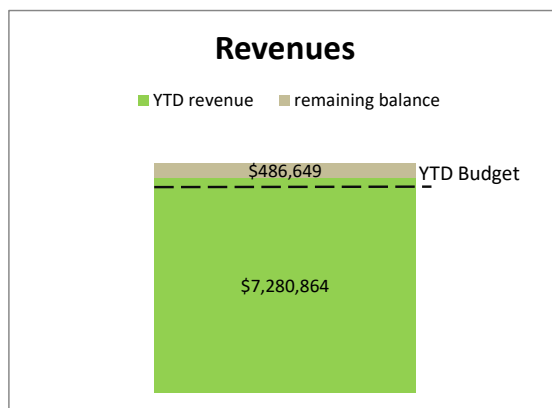 Revenues
YTD revenue remaining balance
$486,649
YTD Budget
$7,280,864